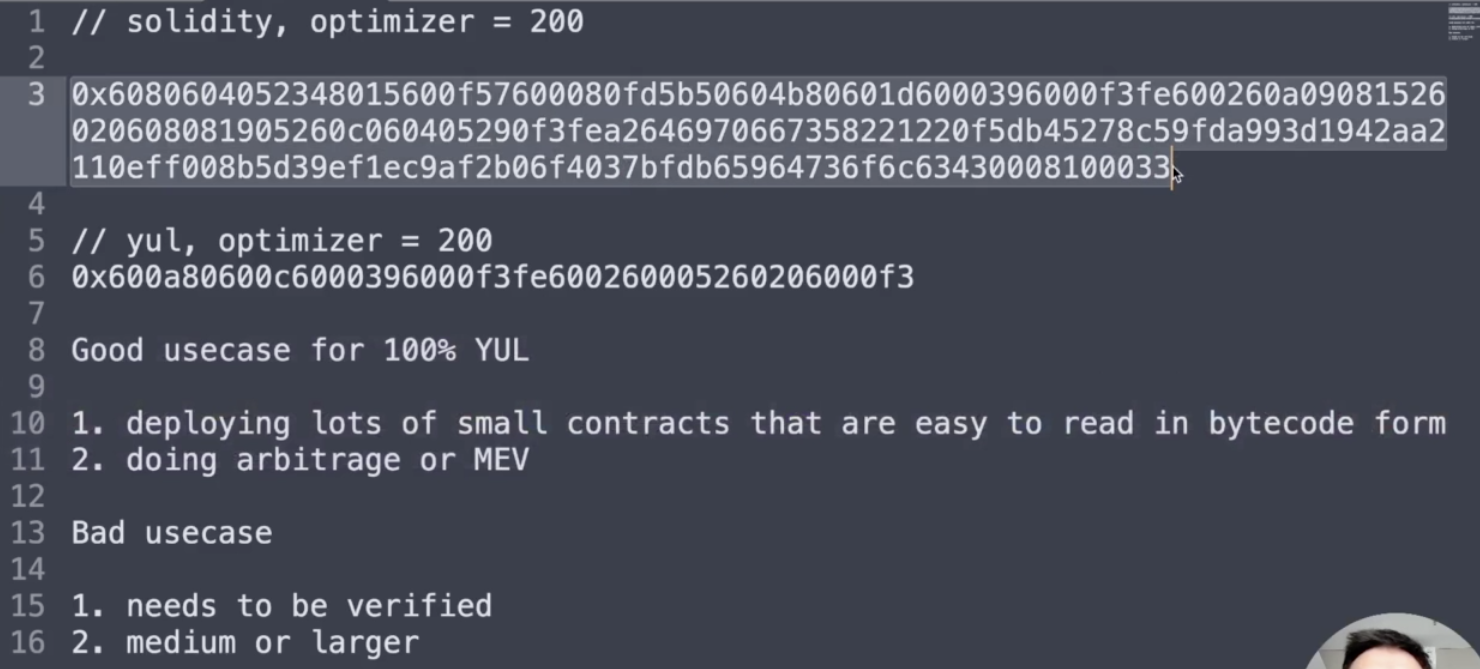 1 // solidity, optimizer = 200
2
3 0x6080604052348015600f57600080fd5b50604b80601d6000396000f3fe600260a09081526
020608081905260c060405290f3fea2646970667358221220f5db45278c59fda993d1942aa2
110eff008b5d39ef1ec9af2b06f4037bfdb65964736f6c63430008100033
4
5 // yul, optimizer = 200
6 0x600a80600c6000396000f3fe600260005260206000f3
7
8 Good usecase for 100% YUL
9
10 1. deploying lots of small contracts that are easy to read in bytecode form
11 2. doing arbitrage or MEV
12
13 Bad usecase
14
15 1. needs to be verified
16 2. medium or larger